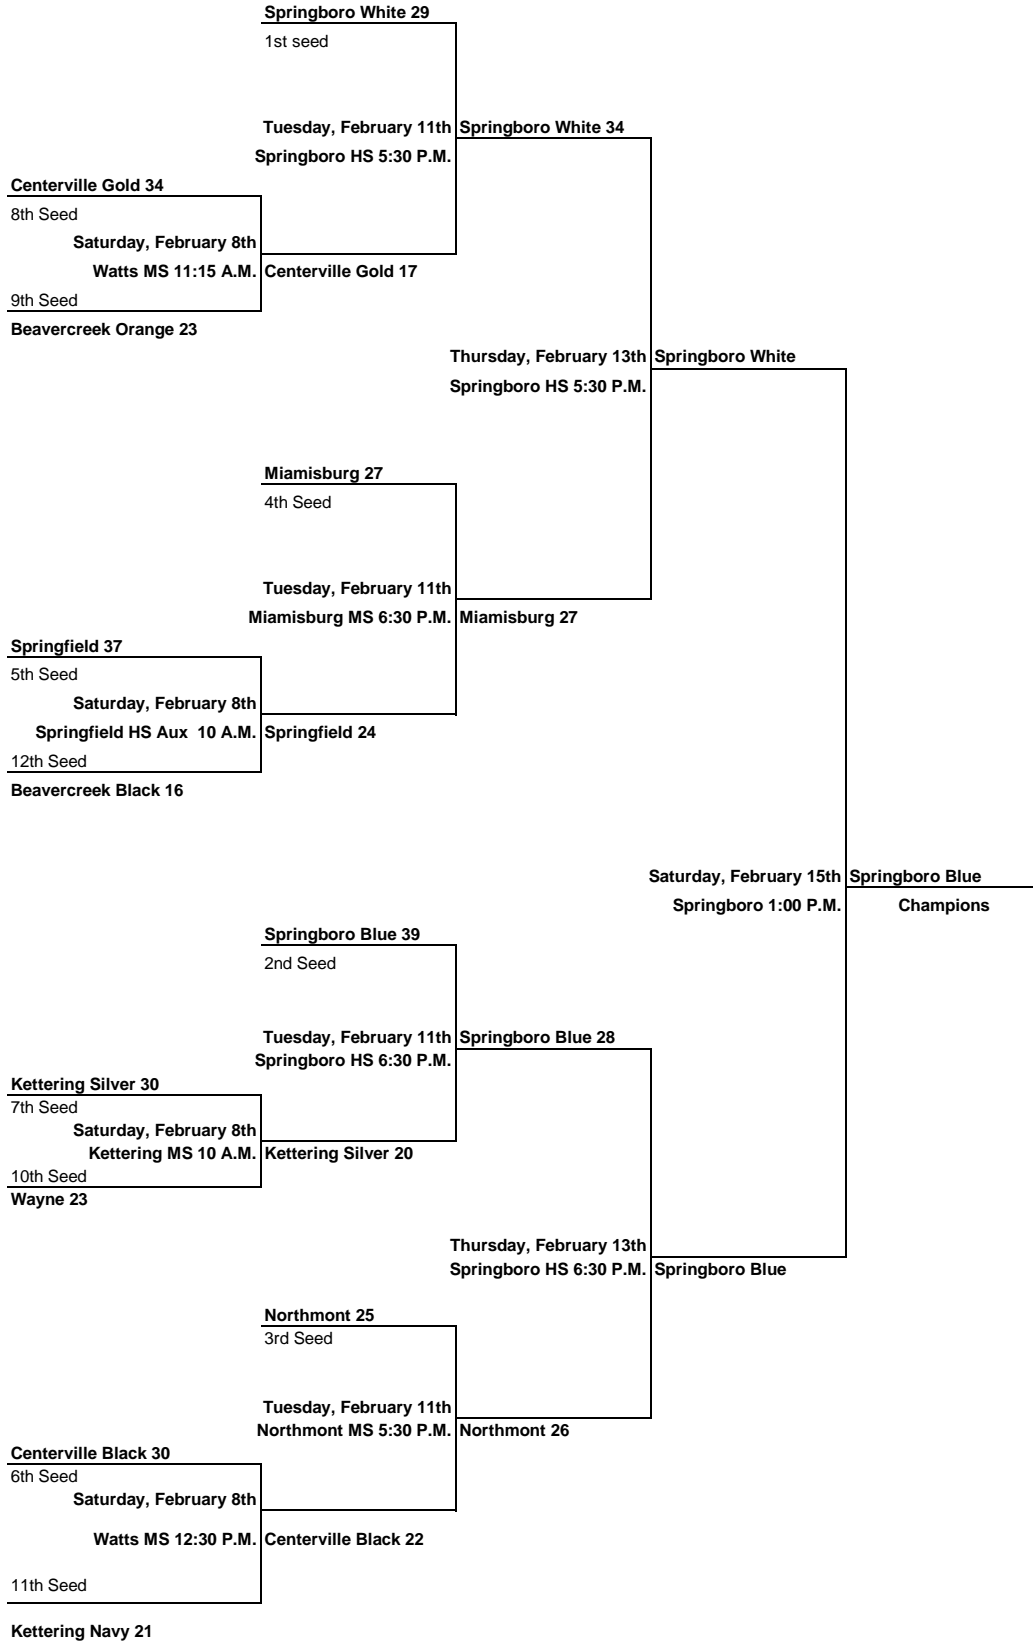 Springboro White 29
1st seed
Tuesday, February 11th Springboro White 34
Springboro HS 5:30 P.M.
Centerville Gold 34
8th Seed
Saturday, February 8th
Watts MS 11:15 A.M. Centerville Gold 17
9th Seed
Beavercreek Orange 23
Thursday, February 13th Springboro White
Springboro HS 5:30 P.M.
Miamisburg 27
4th Seed
Tuesday, February 11th
Miamisburg MS 6:30 P.M. Miamisburg 27
Springfield 37
5th Seed
Saturday, February 8th
Springfield HS Aux  10 A.M. Springfield 24
12th Seed
Beavercreek Black 16
Saturday, February 15th Springboro Blue
Springboro 1:00 P.M. Champions
Springboro Blue 39
2nd Seed
Tuesday, February 11th Springboro Blue 28
Springboro HS 6:30 P.M.
Kettering Silver 30
7th Seed
Saturday, February 8th
Kettering MS 10 A.M. Kettering Silver 20
10th Seed
Wayne 23
Thursday, February 13th
Springboro HS 6:30 P.M. Springboro Blue
Northmont 25
3rd Seed
Tuesday, February 11th
Northmont MS 5:30 P.M. Northmont 26
Centerville Black 30
6th Seed
Saturday, February 8th
Watts MS 12:30 P.M. Centerville Black 22
11th Seed
Kettering Navy 21